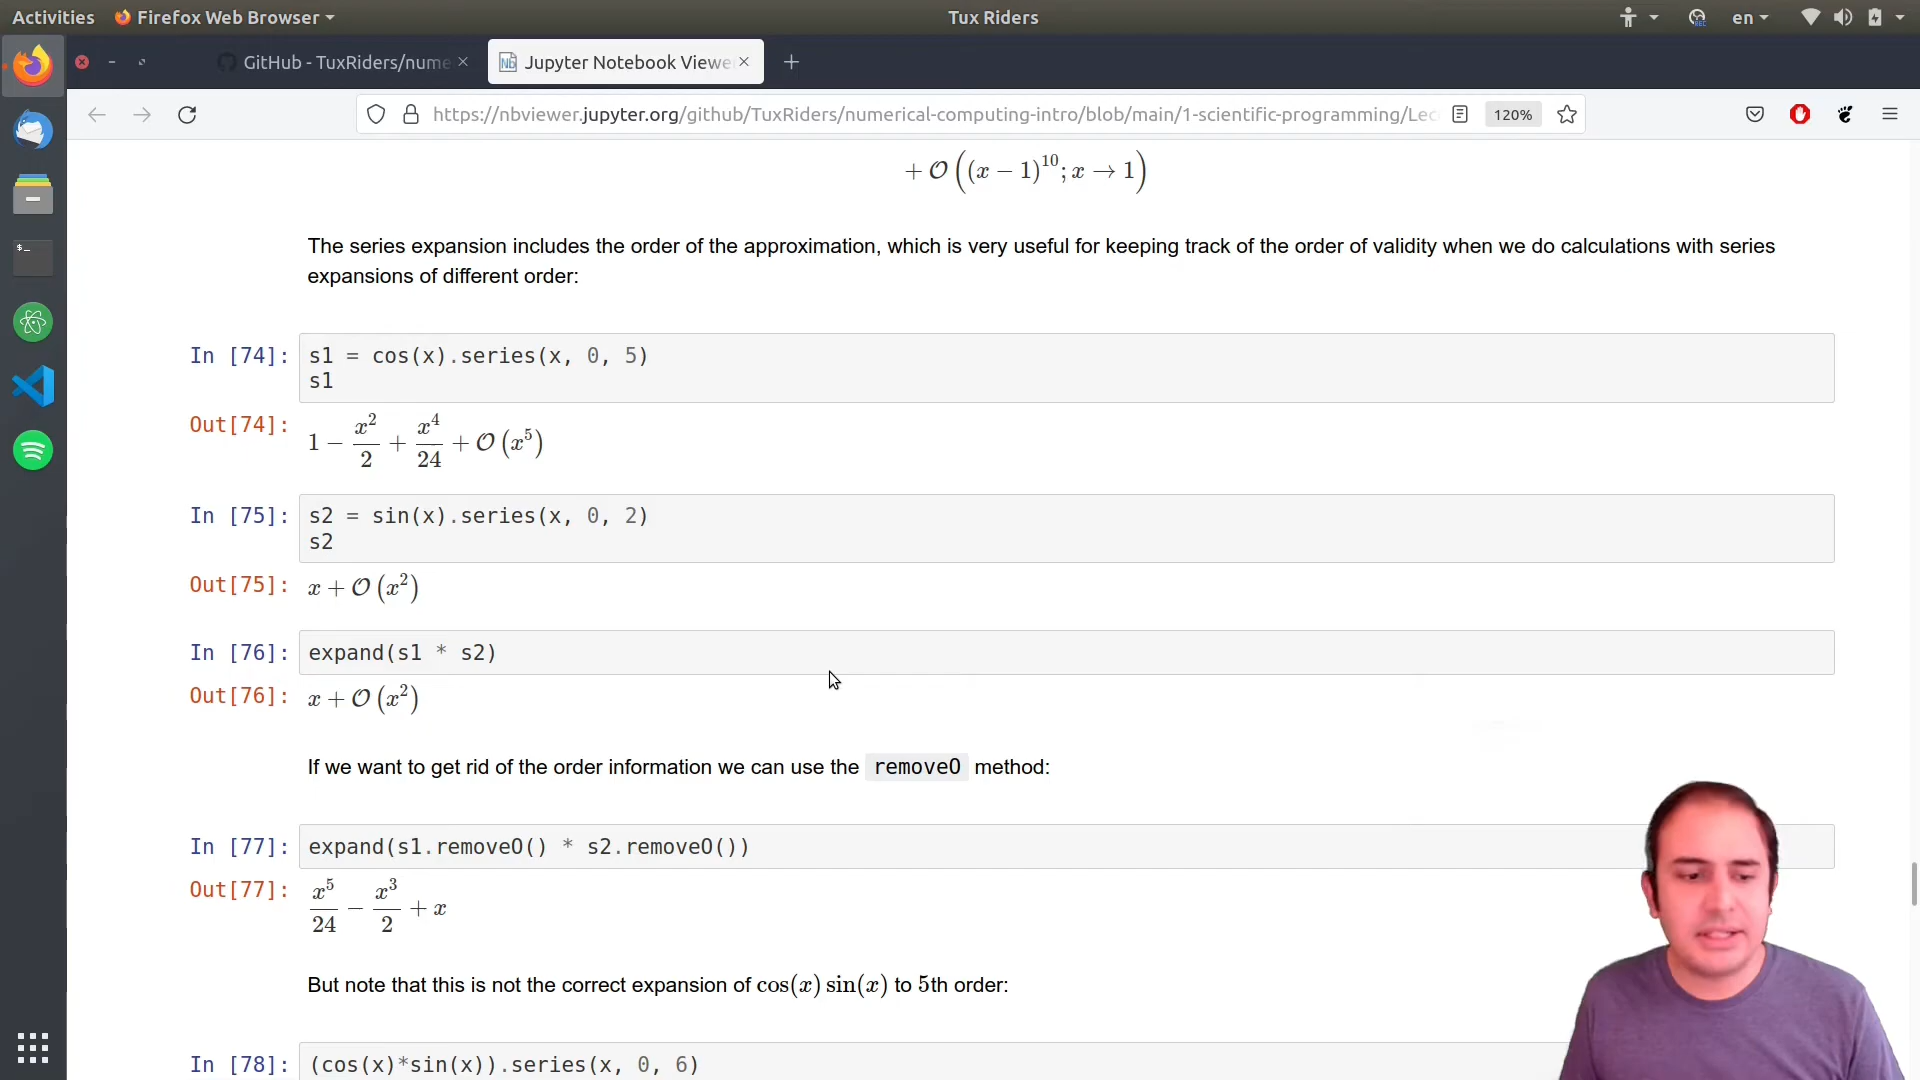 Activities Firefox Web Browser Tux Riders en
GitHub - TuxRiders/nume Jupyter Notebook Viewe
https://nbviewer.jupyter.org/github/TuxRiders/numerical-computing-intro/blob/main/1-scientific-programming/Lec 120%
+ 𝒪((x − 1)^10; x → 1)
The series expansion includes the order of the approximation, which is very useful for keeping track of the order of validity when we do calculations with series
expansions of different order:
In [74]: s1 = cos(x).series(x, 0, 5)
s1
Out[74]: 1 − x^2/2 + x^4/24 + 𝒪(x^5)
In [75]: s2 = sin(x).series(x, 0, 2)
s2
Out[75]: x + 𝒪(x^2)
In [76]: expand(s1 * s2)
Out[76]: x + 𝒪(x^2)
If we want to get rid of the order information we can use the removeO method:
In [77]: expand(s1.removeO() * s2.removeO())
Out[77]: x^5/24 − x^3/2 + x
But note that this is not the correct expansion of cos(x) sin(x) to 5th order:
In [78]: (cos(x)*sin(x)).series(x, 0, 6)